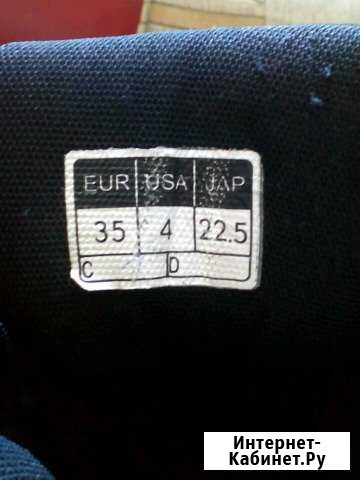 EUR USA JAP
35 4 22.5
C D
Интернет-
Кабинет.Ру